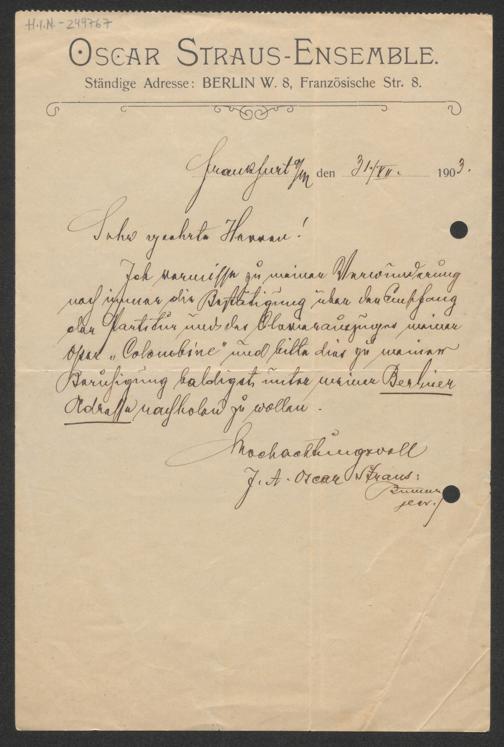 H.I.N.-249767
OSCAR STRAUS-ENSEMBLE.
Ständige Adresse: BERLIN W. 8, Französische Str. 8.
Frankfurt a/M den 31./VII. 1903.
Sehr geehrte Herren!
Ich vermisse zu meiner Verwunderung
noch immer die Bestätigung über den Empfang
der Partitur und des Clavierauszuges meiner
Oper „Colombine" und bitte dies zu meiner
Beruhigung baldigst, unter meiner Berliner
Adresse nachholen zu wollen.
Hochachtungsvoll
J. A. Oscar Straus: